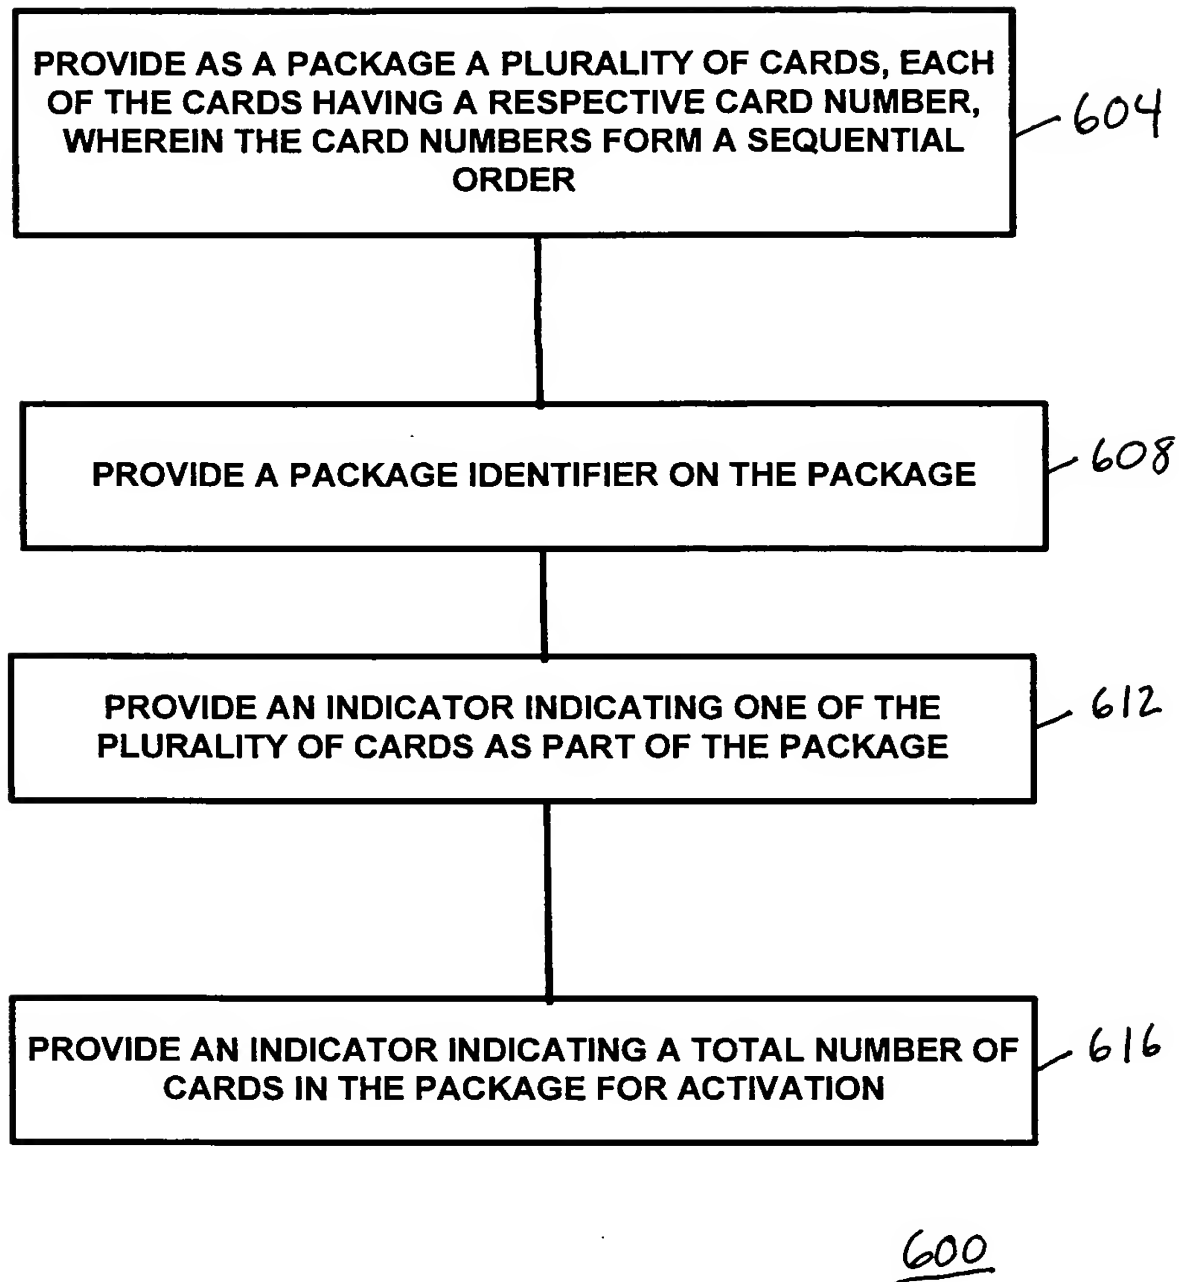 PROVIDE AS A PACKAGE A PLURALITY OF CARDS, EACH
OF THE CARDS HAVING A RESPECTIVE CARD NUMBER,
WHEREIN THE CARD NUMBERS FORM A SEQUENTIAL
ORDER
604
PROVIDE A PACKAGE IDENTIFIER ON THE PACKAGE
608
PROVIDE AN INDICATOR INDICATING ONE OF THE
PLURALITY OF CARDS AS PART OF THE PACKAGE
612
PROVIDE AN INDICATOR INDICATING A TOTAL NUMBER OF
CARDS IN THE PACKAGE FOR ACTIVATION
616
600